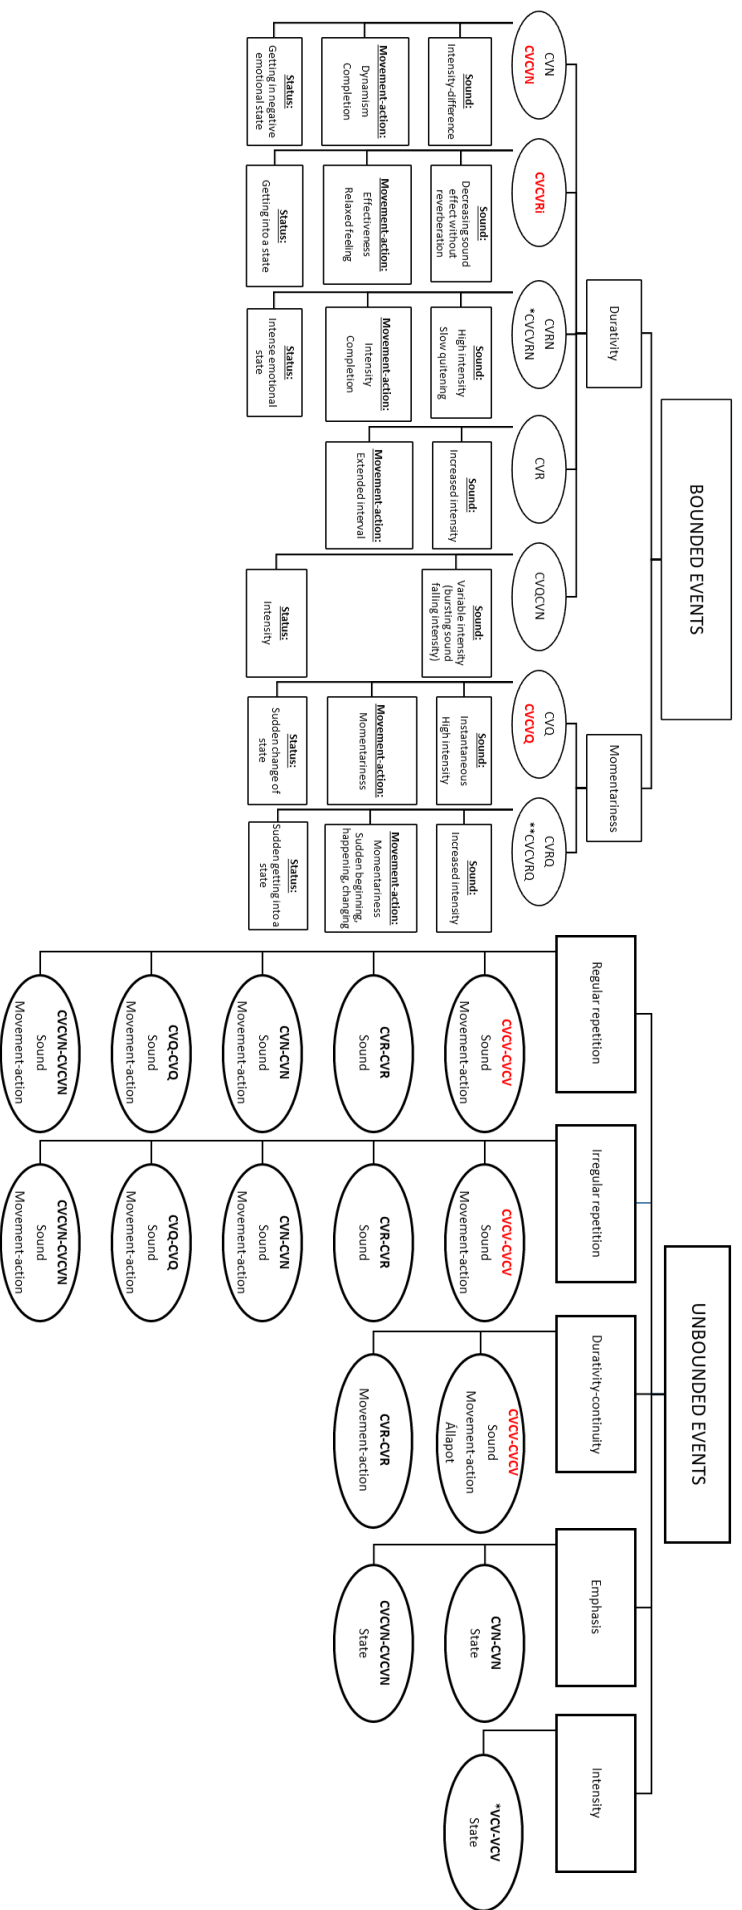 BOUNDED EVENTS
Durativity
CVN
CVCVN
Sound:
Intensity-difference
Movement-action:
Dynamism
Completion
Status:
Getting in negative
emotional state
CVCVRi
Sound:
Decreasing sound
effect without
reverberation
Movement-action:
Effectiveness
Relaxed feeling
Status:
Getting into a state
CVRN
*CVCVRN
Sound:
High intensity
Slow quitening
Movement-action:
Intensity
Completion
Status:
Intense emotional
state
CVR
Sound:
Increased intensity
Movement-action:
Extended interval
CVQCVN
Sound:
Variable intensity
(bursting sound
falling intensity)
Status:
Intensity
Momentariness
CVQ
CVCVQ
Sound:
Instantaneous
High intensity
Movement-action:
Momentariness
Status:
Sudden change of
state
CVRQ
**CVCVRQ
Sound:
Increased intensity
Movement-action:
Momentariness
Sudden beginning,
happening, changing
Status:
Sudden getting into a
state
UNBOUNDED EVENTS
Regular repetition
CVCV-CVCV
Sound
Movement-action
CVR-CVR
Sound
CVN-CVN
Sound
CVQ-CVQ
Sound
Movement-action
CVCVN-CVCVN
Sound
Movement-action
Irregular repetition
CVCV-CVCV
Sound
Movement-action
CVR-CVR
Sound
CVN-CVN
Sound
CVQ-CVQ
Sound
Movement-action
CVCVN-CVCVN
Sound
Movement-action
Durativity-continuity
CVCV-CVCV
Sound
Movement-action
Állapot
CVR-CVR
Movement-action
Emphasis
CVN-CVN
State
CVCVN-CVCVN
State
Intensity
*VCV-VCV
State